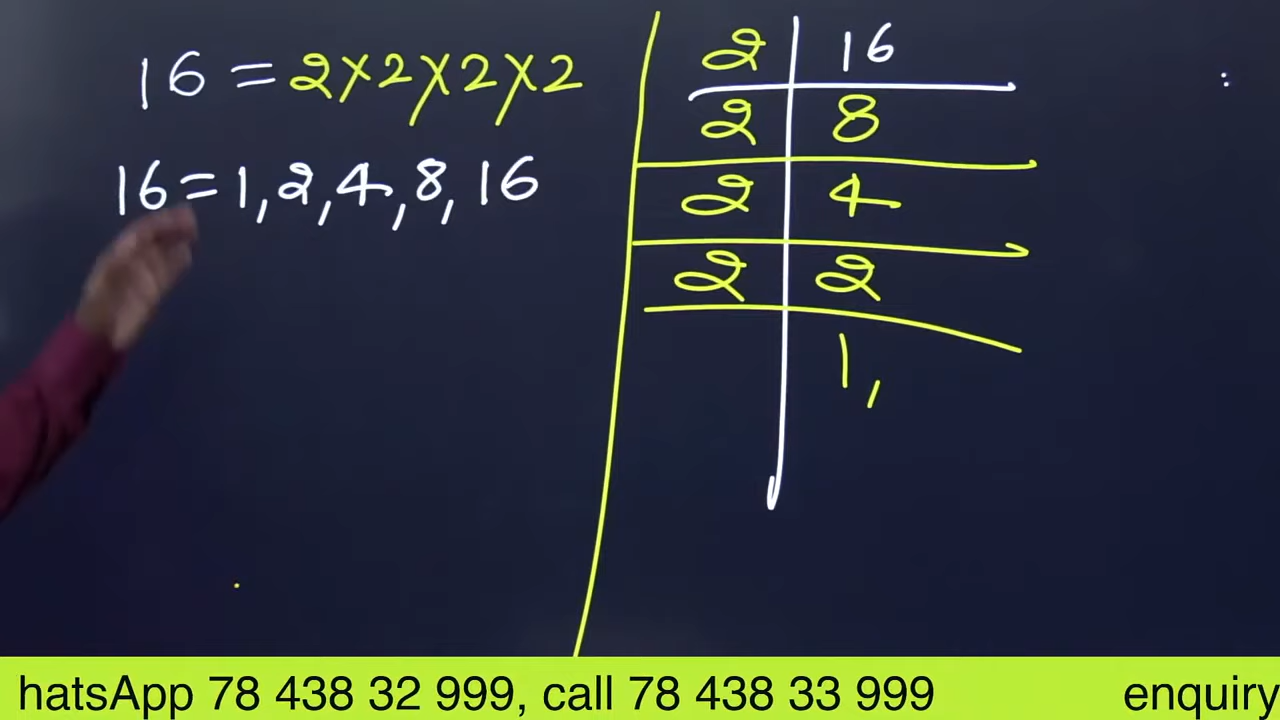 16 = 2×2×2×2
16 = 1, 2, 4, 8, 16
2 16
2 8
2 4
2 2
1,
hatsApp 78 438 32 999, call 78 438 33 999 enquiry